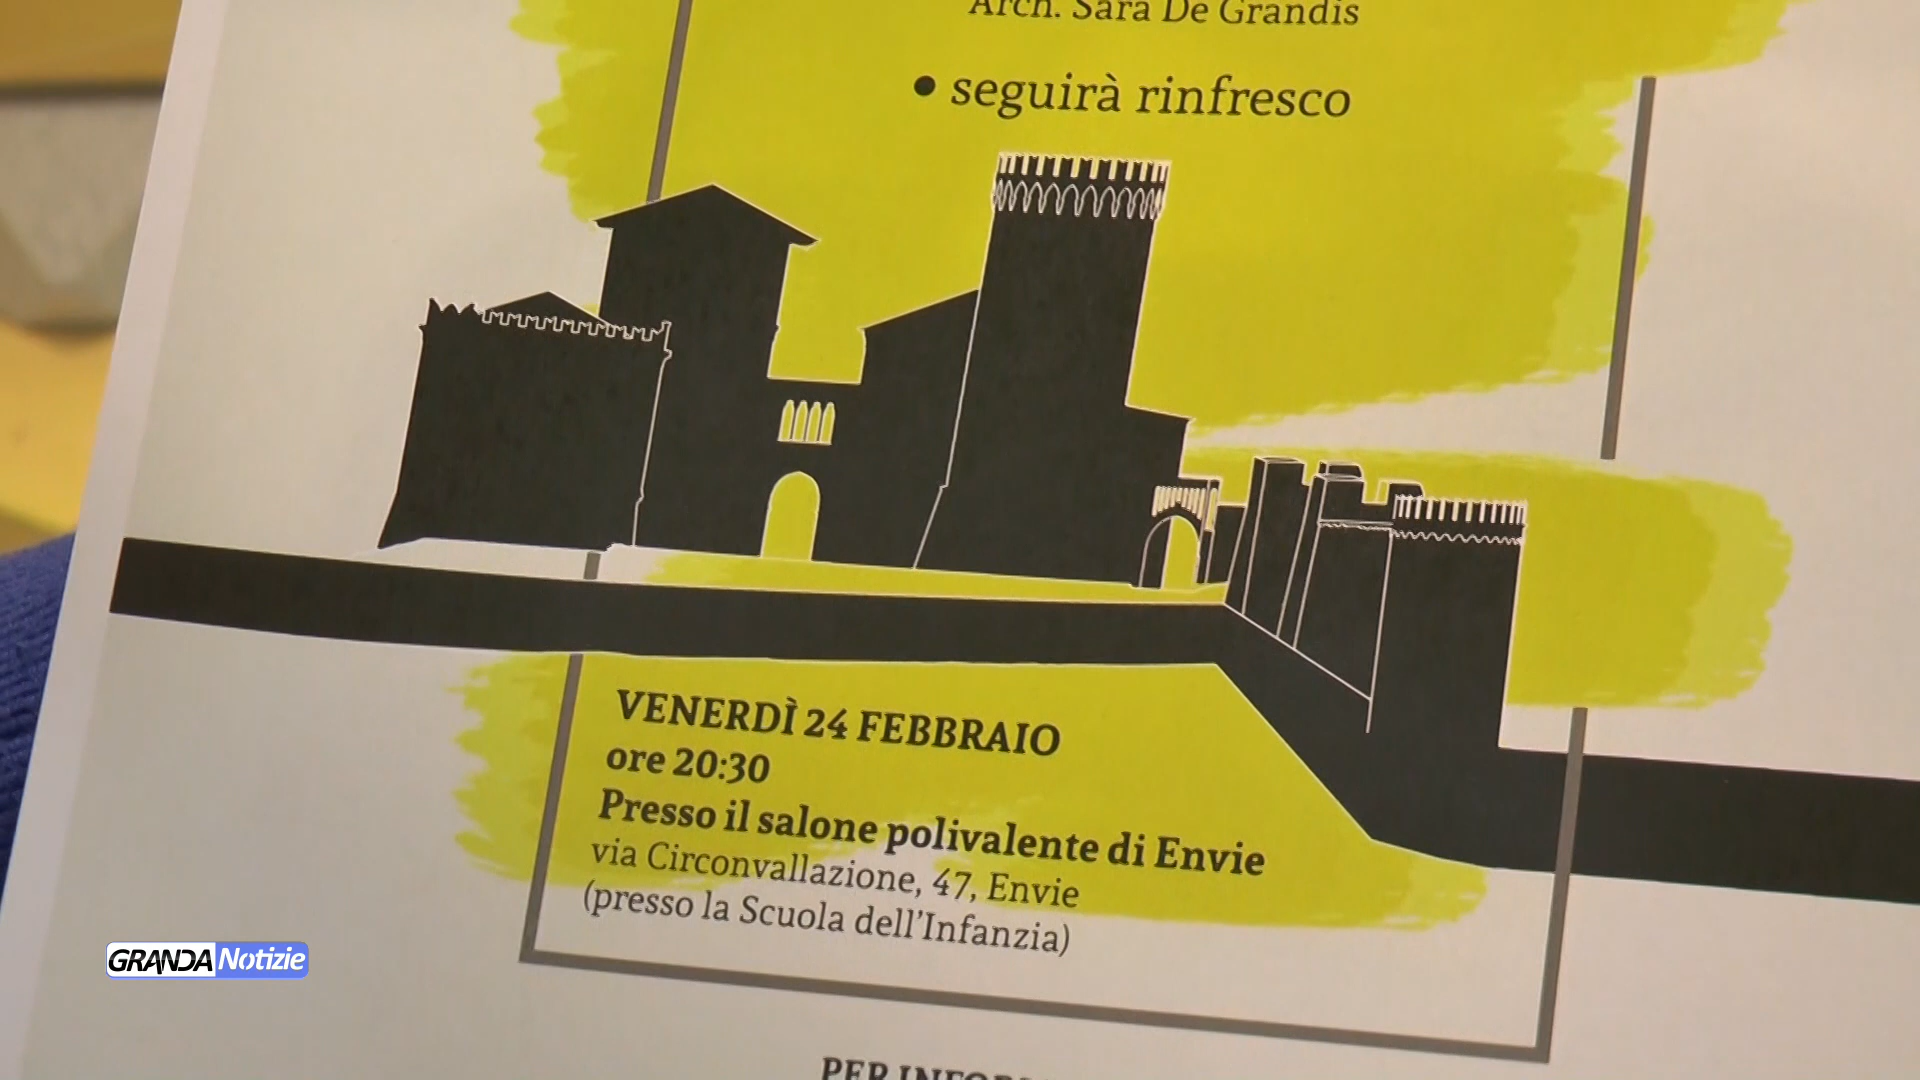 Arch. Sara De Grandis
• seguirà rinfresco
VENERDÌ 24 FEBBRAIO
ore 20:30
Presso il salone polivalente di Envie
via Circonvallazione, 47, Envie
(presso la Scuola dell'Infanzia)
GRANDA Notizie
PER